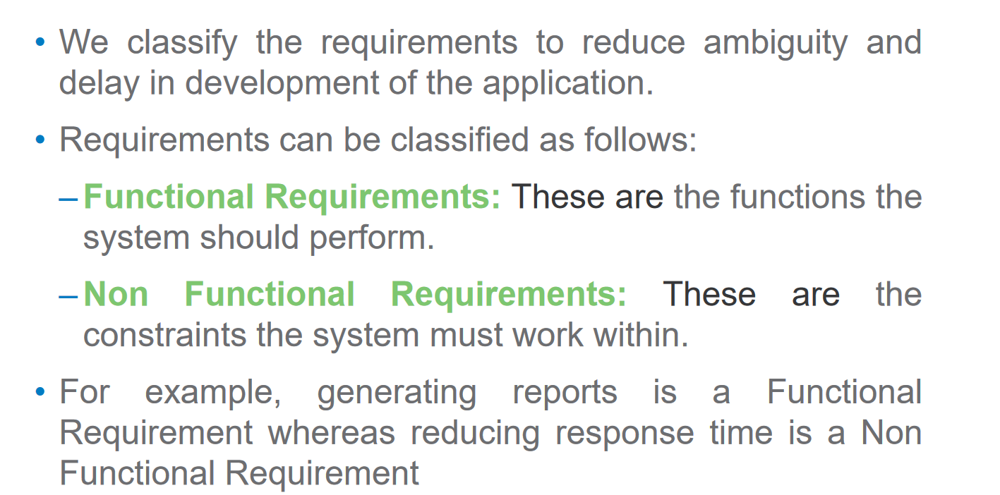 • We classify the requirements to reduce ambiguity and
delay in development of the application.
• Requirements can be classified as follows:
– Functional Requirements: These are the functions the
system should perform.
– Non Functional Requirements: These are the
constraints the system must work within.
• For example, generating reports is a Functional
Requirement whereas reducing response time is a Non
Functional Requirement